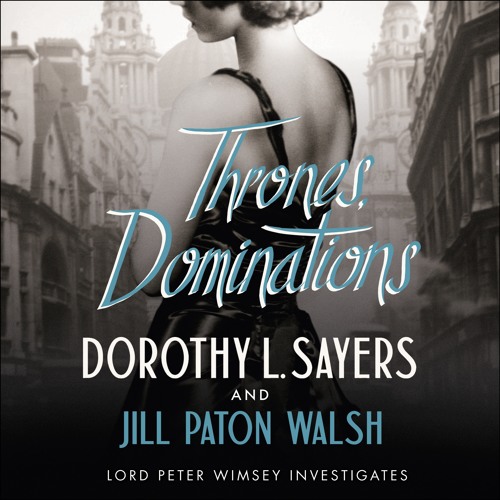 Thrones,
Dominations
DOROTHY L. SAYERS
AND
JILL PATON WALSH
LORD PETER WIMSEY INVESTIGATES